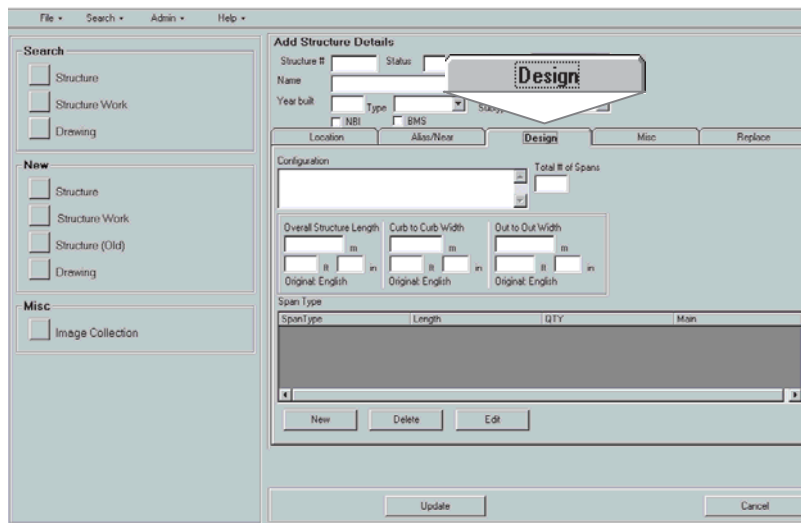 File Search Admin Help
Search
Structure
Structure Work
Drawing
New
Structure
Structure Work
Structure (Old)
Drawing
Misc
Image Collection
Add Structure Details
Structure # Status
Name
Year built Type
NBI BMS
Design
Location Alias/Near Design Misc Replace
Configuration Total # of Spans
Overall Structure Length Curb to Curb Width Out to Out Width
m m m
ft in ft in ft in
Original: English Original: English Original: English
Span Type
SpanType Length QTY Main
New Delete Edit
Update Cancel